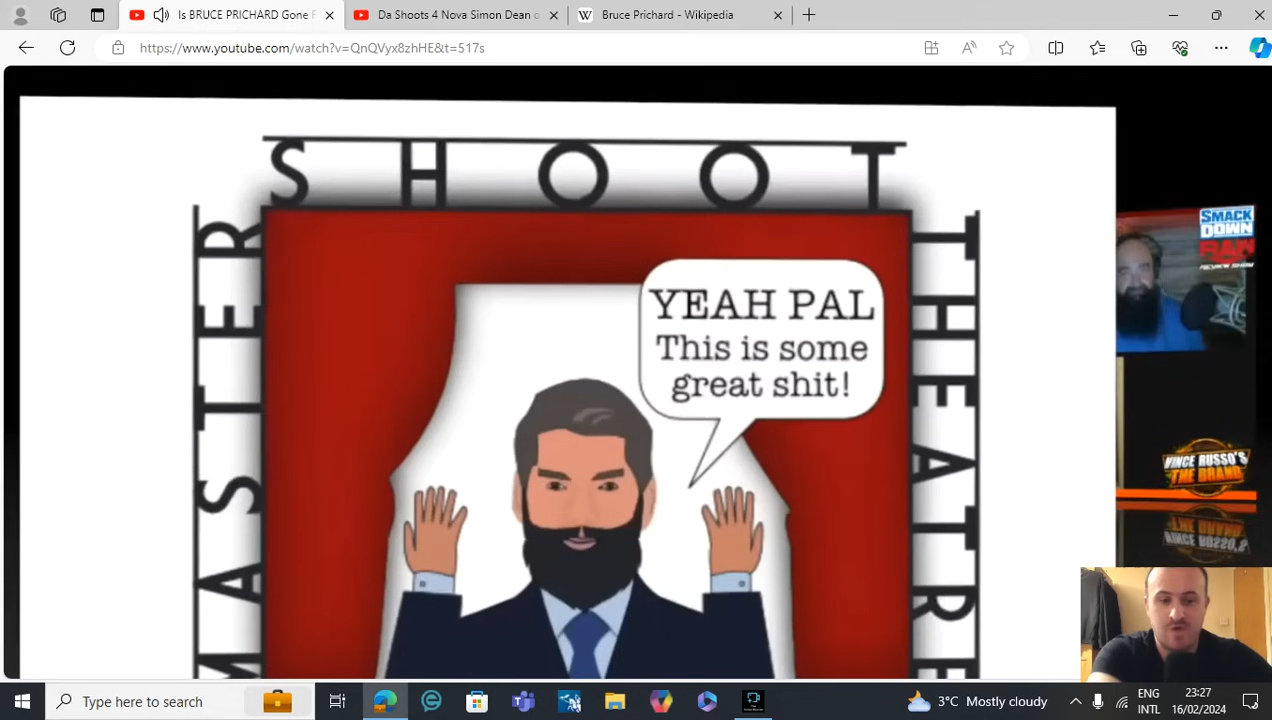 Is BRUCE PRICHARD Gone F
Da Shoots 4 Nova Simon Dean o
W Bruce Prichard - Wikipedia
https://www.youtube.com/watch?v=QnQVyx8zhHE&t=517s
SHOOT
MASTER
THEATRE
YEAH PAL
This is some
great shit!
SMACK
DOWN
RAW
REVIEW SHOW
VINCE RUSSO'S
THE BRAND
Type here to search
3°C Mostly cloudy
ENG
INTL
23:27
16/02/2024